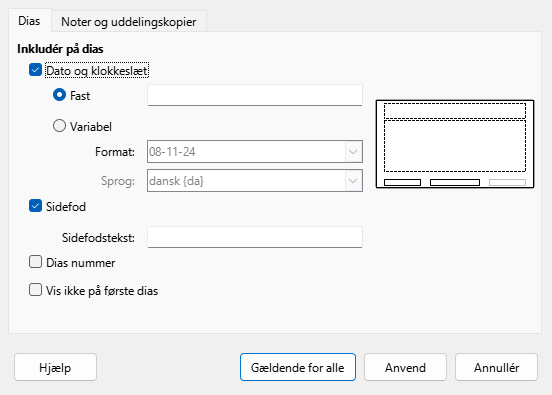 Dias
Noter og uddelingskopier
Inkludér på dias
Dato og klokkeslæt
Fast
Variabel
Format:
08-11-24
Sprog:
dansk {da}
Sidefod
Sidefodstekst:
Dias nummer
Vis ikke på første dias
Hjælp
Gældende for alle
Anvend
Annullér